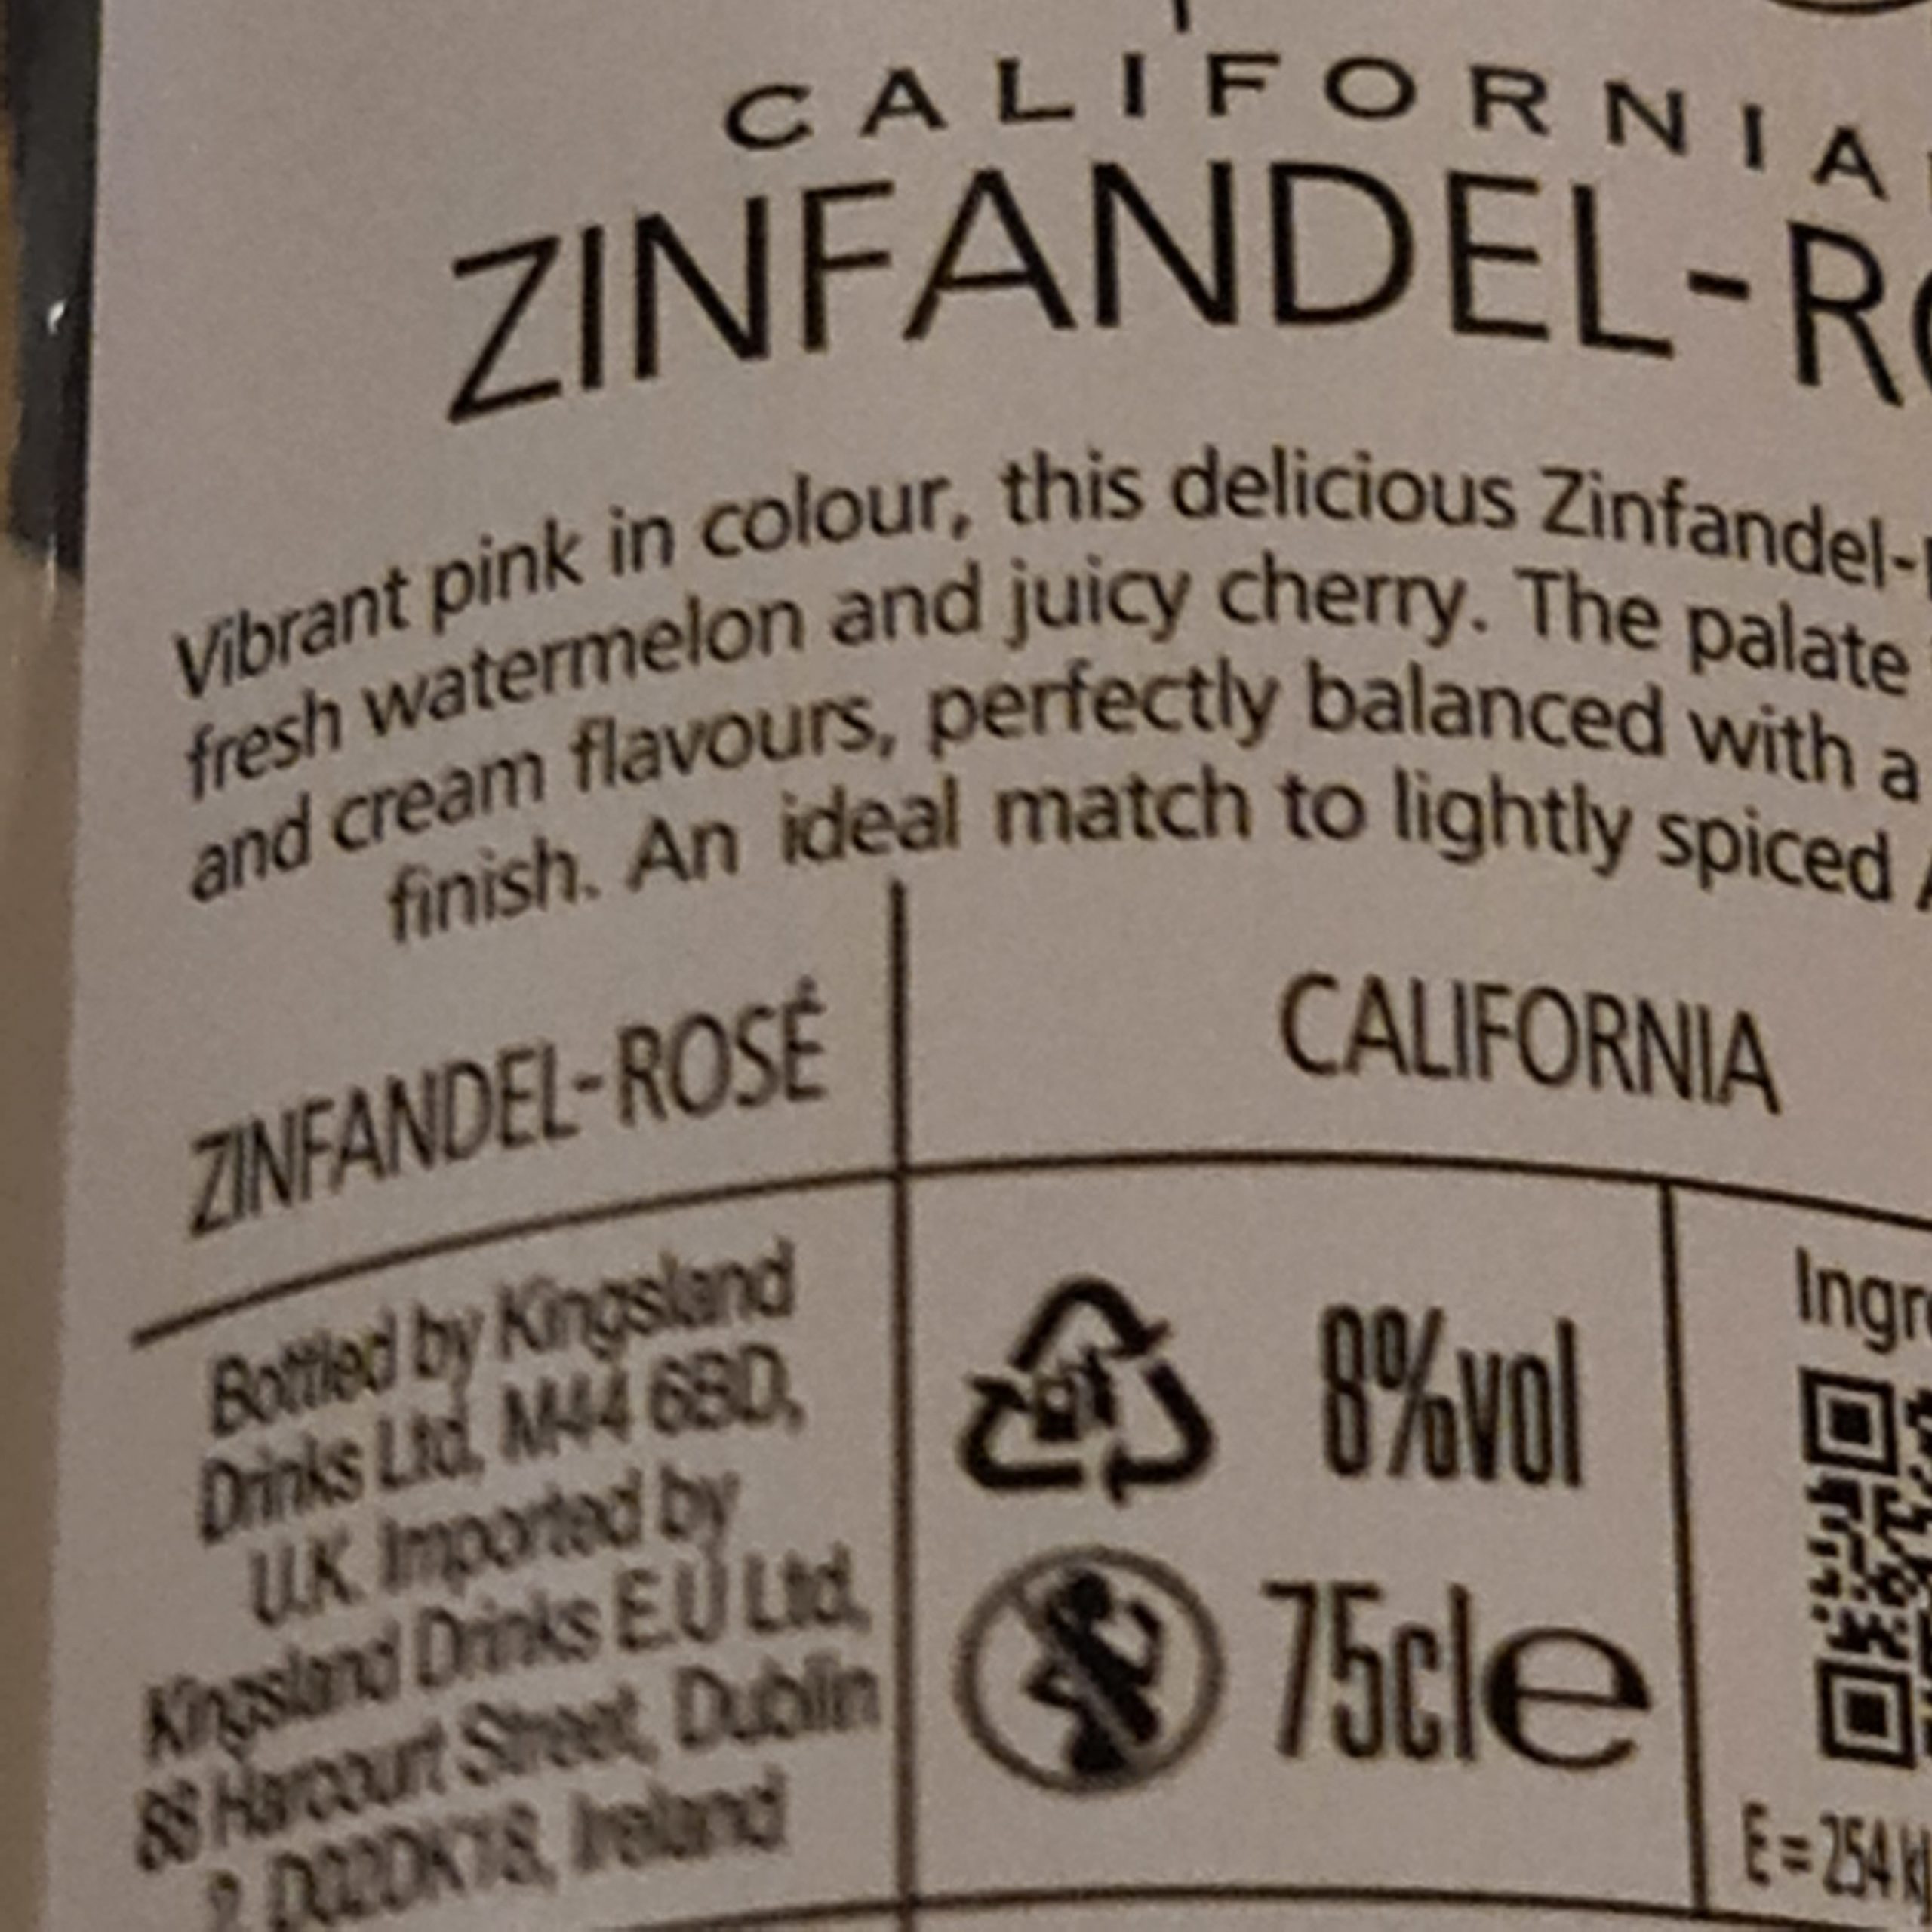 CALIFORNIA
ZINFANDEL-RO
Vibrant pink in colour, this delicious Zinfandel-
fresh watermelon and juicy cherry. The palate
and cream flavours, perfectly balanced with a
finish. An ideal match to lightly spiced
ZINFANDEL-ROSÉ
CALIFORNIA
Bottled by Kingsland
Drinks Ltd, M44 6BD,
U.K. Imported by
Kingsland Drinks E.U Ltd,
88 Harcourt Street, Dublin
2, D02DK18, Ireland
8%vol
75cle
Ingr
E = 254 kJ